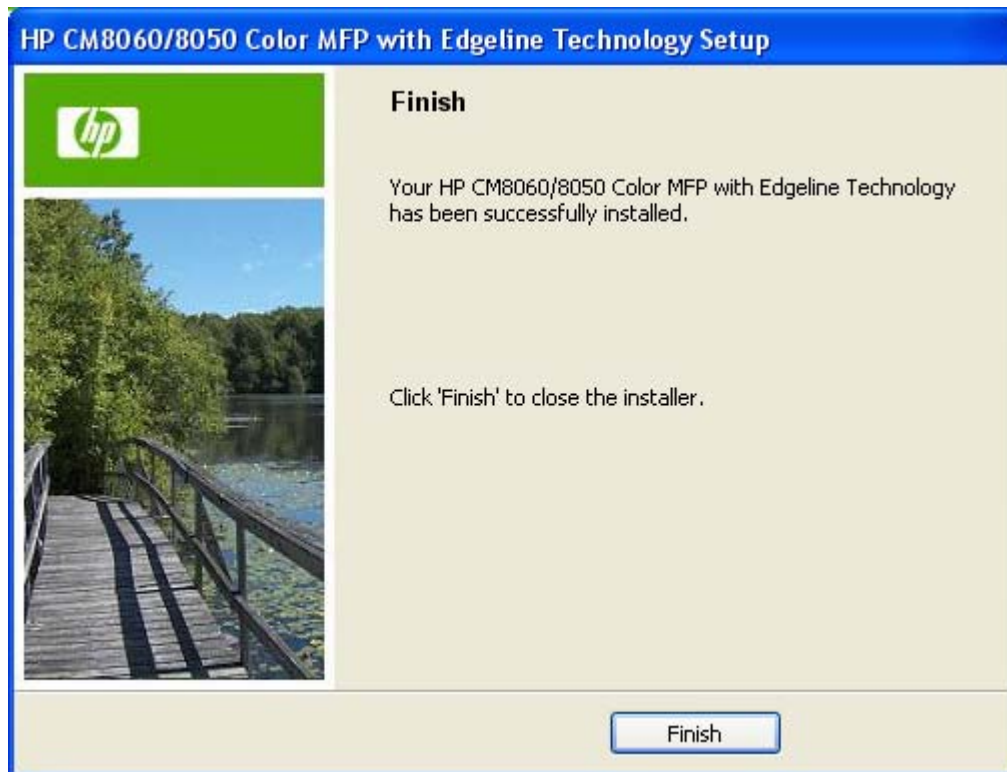 HP CM8060/8050 Color MFP with Edgeline Technology Setup
hp
Finish
Your HP CM8060/8050 Color MFP with Edgeline Technology
has been successfully installed.
Click 'Finish' to close the installer.
Finish